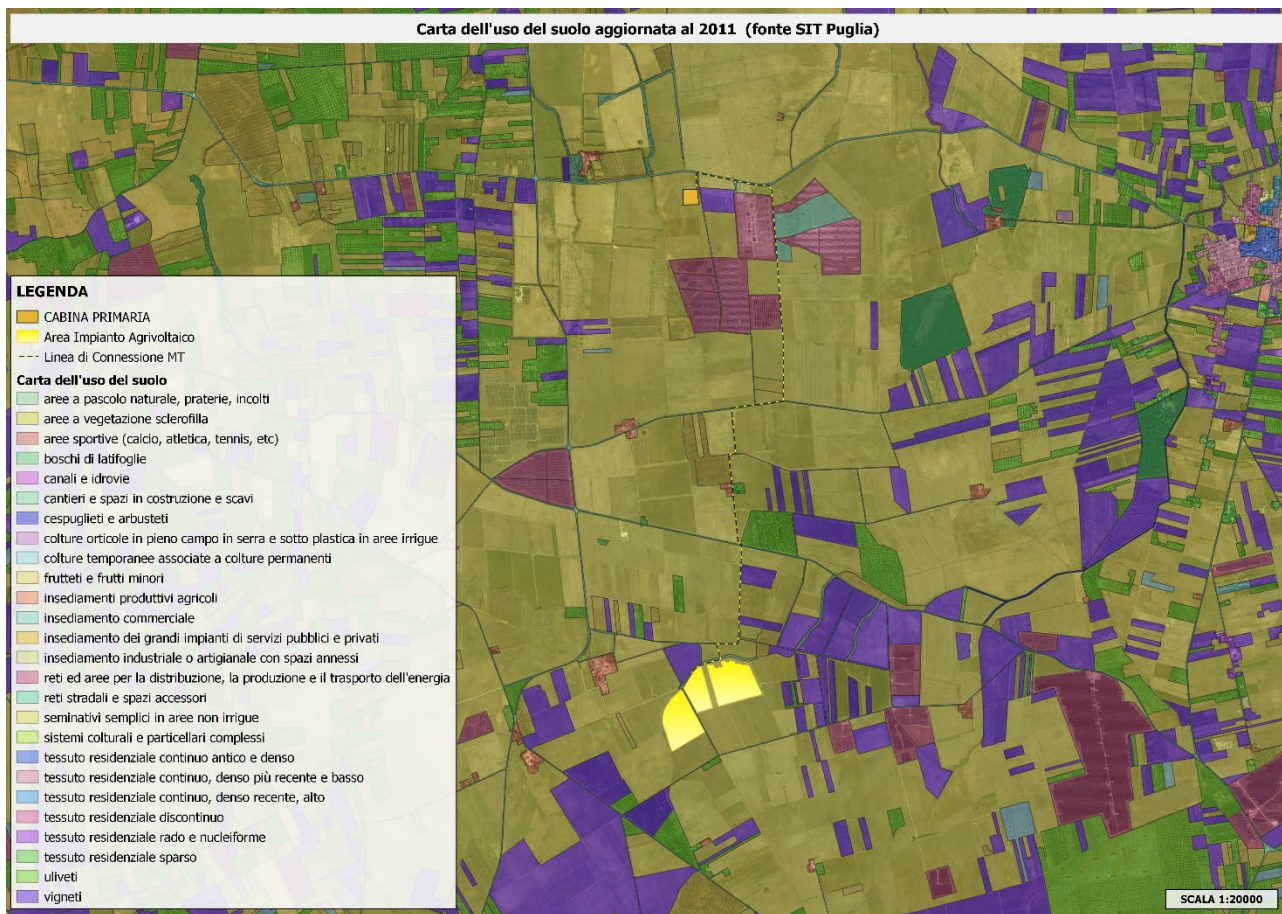 Carta dell'uso del suolo aggiornata al 2011 (fonte SIT Puglia)
LEGENDA
CABINA PRIMARIA
Area Impianto Agrivoltaico
Linea di Connessione MT
Carta dell'uso del suolo
aree a pascolo naturale, praterie, incolti
aree a vegetazione sclerofilla
aree sportive (calcio, atletica, tennis, etc)
boschi di latifoglie
canali e idrovie
cantieri e spazi in costruzione e scavi
cespuglieti e arbusteti
colture orticole in pieno campo in serra e sotto plastica in aree irrigue
colture temporanee associate a colture permanenti
frutteti e frutti minori
insediamenti produttivi agricoli
insediamento commerciale
insediamento dei grandi impianti di servizi pubblici e privati
insediamento industriale o artigianale con spazi annessi
reti ed aree per la distribuzione, la produzione e il trasporto dell'energia
reti stradali e spazi accessori
seminativi semplici in aree non irrigue
sistemi colturali e particellari complessi
tessuto residenziale continuo antico e denso
tessuto residenziale continuo, denso più recente e basso
tessuto residenziale continuo, denso recente, alto
tessuto residenziale discontinuo
tessuto residenziale rado e nucleiforme
tessuto residenziale sparso
uliveti
vigneti
SCALA 1:20000